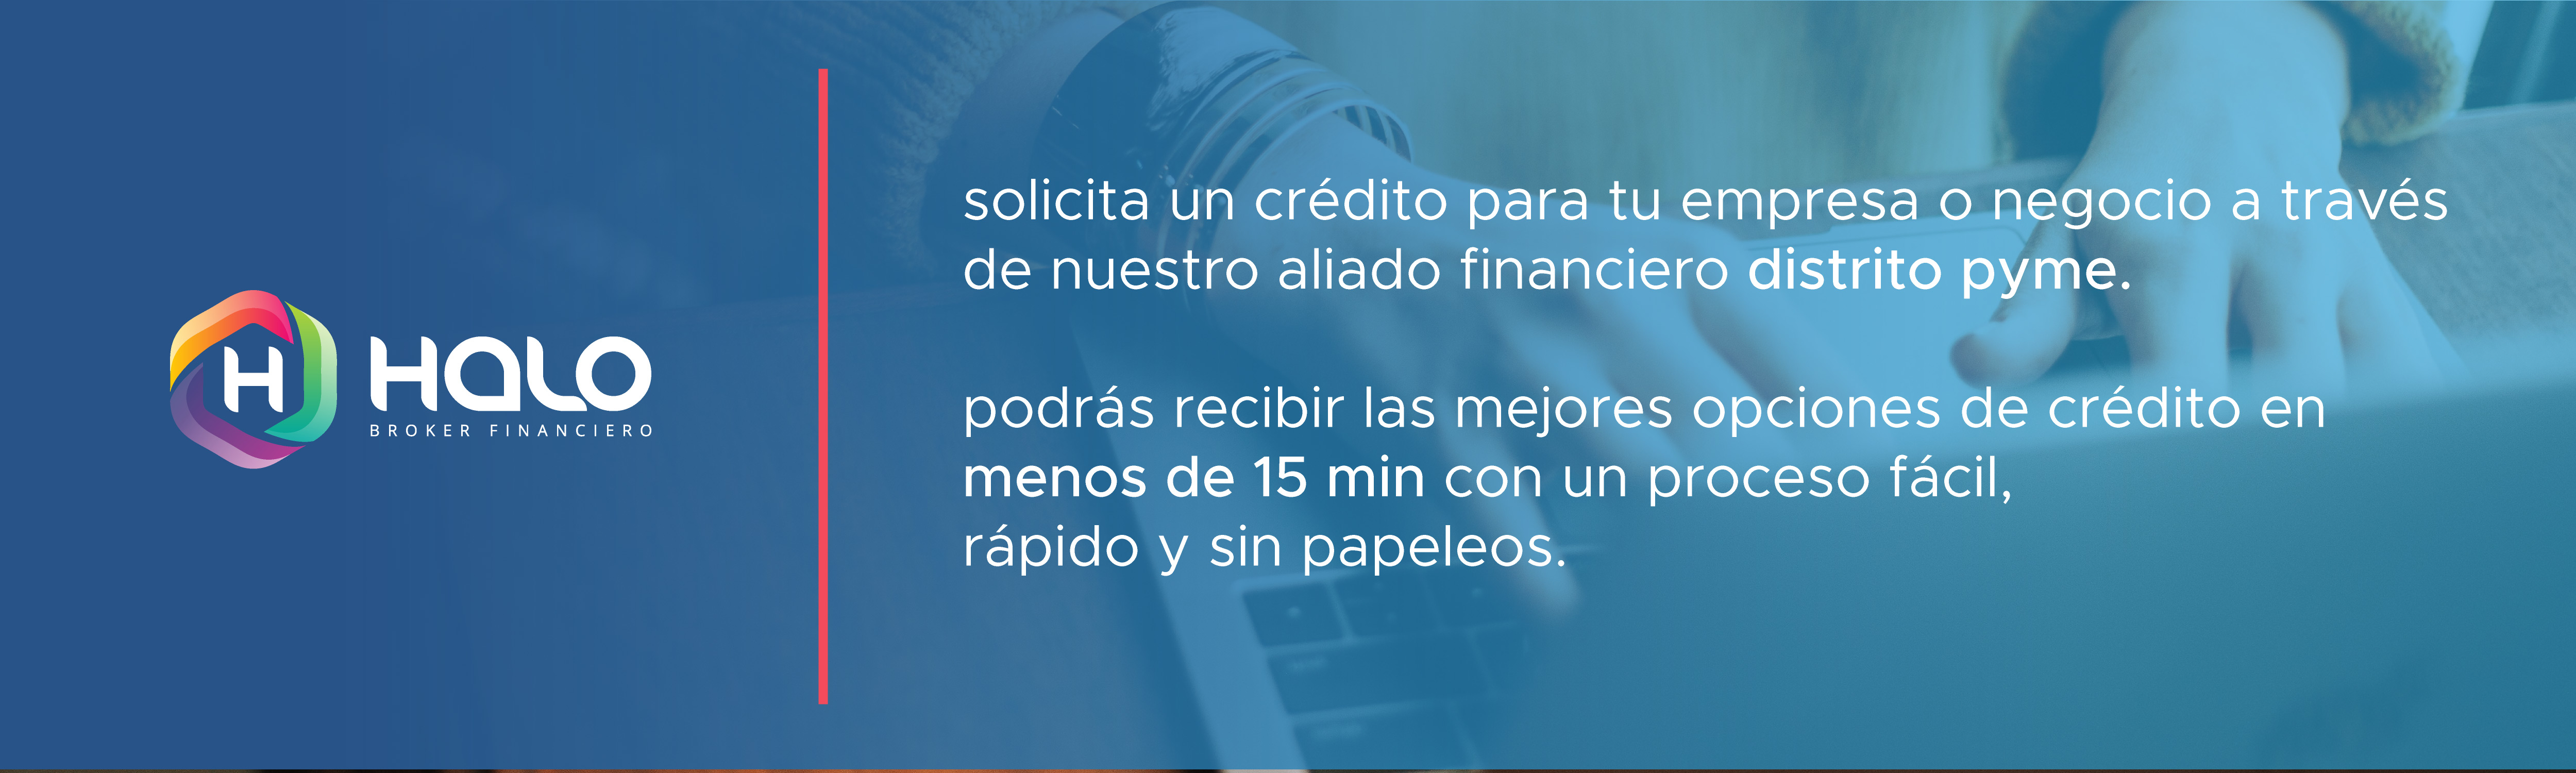 H HALO
BROKER FINANCIERO
solicita un crédito para tu empresa o negocio a través
de nuestro aliado financiero distrito pyme.
podrás recibir las mejores opciones de crédito en
menos de 15 min con un proceso fácil,
rápido y sin papeleos.